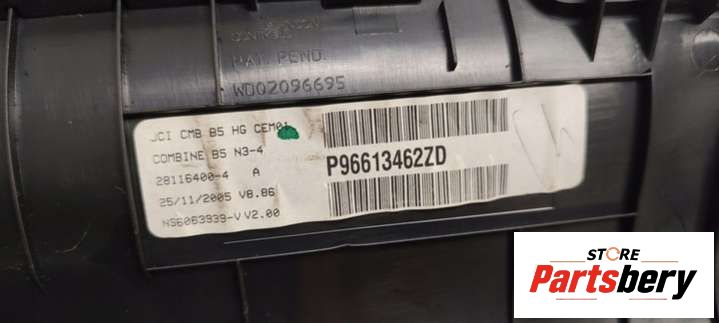 PAT. PEND.
WO02096695
JCI CMB B5 HG CEM01
COMBINE B5 N3-4
28116400-4 A
25/11/2005 V8.86
NS6063939-V V2.00
P96613462ZD
STORE
Partsbery